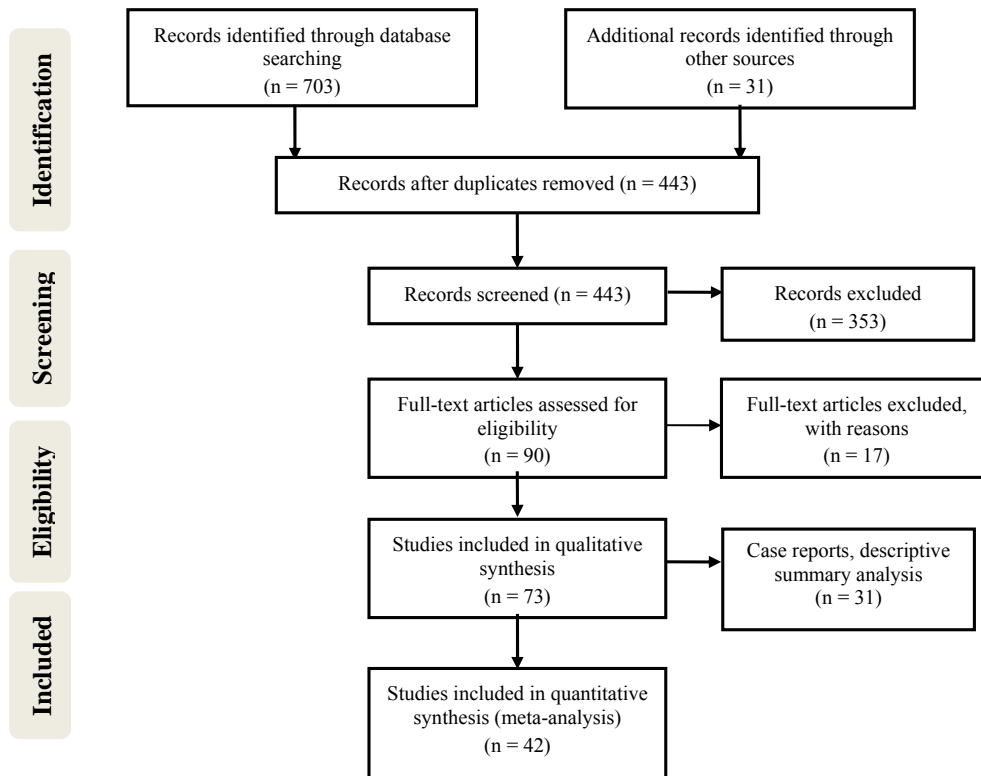 Identification
Records identified through database
searching
(n = 703)
Additional records identified through
other sources
(n = 31)
Records after duplicates removed (n = 443)
Screening
Records screened (n = 443)
Records excluded
(n = 353)
Eligibility
Full-text articles assessed for
eligibility
(n = 90)
Full-text articles excluded,
with reasons
(n = 17)
Studies included in qualitative
synthesis
(n = 73)
Case reports, descriptive
summary analysis
(n = 31)
Included
Studies included in quantitative
synthesis (meta-analysis)
(n = 42)